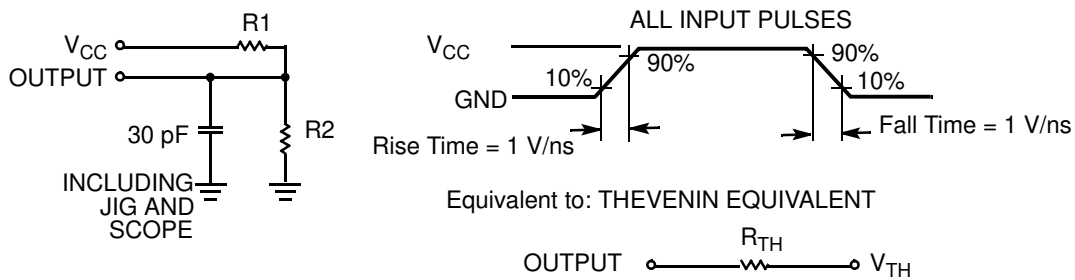 R1
V_CC
OUTPUT
30 pF
R2
INCLUDING
JIG AND
SCOPE
ALL INPUT PULSES
V_CC
GND
10%
90%
90%
10%
Rise Time = 1 V/ns
Fall Time = 1 V/ns
Equivalent to: THEVENIN EQUIVALENT
OUTPUT
R_TH
V_TH